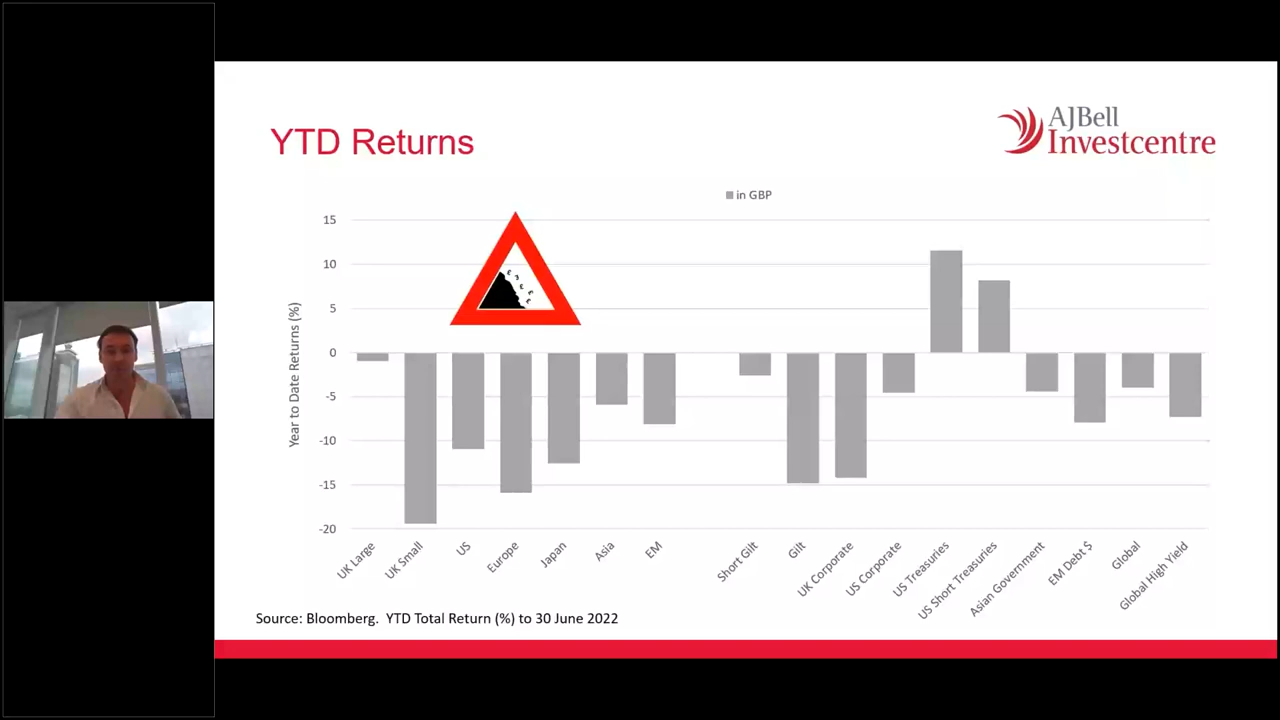 YTD Returns
AJBell
Investcentre
in GBP
Year to Date Returns (%)
15
10
5
0
-5
-10
-15
-20
UK Large
UK Small
US
Europe
Japan
Asia
EM
Short Gilt
Gilt
UK Corporate
US Corporate
US Treasuries
US Short Treasuries
Asian Government
EM Debt $
Global
Global High Yield
Source: Bloomberg. YTD Total Return (%) to 30 June 2022